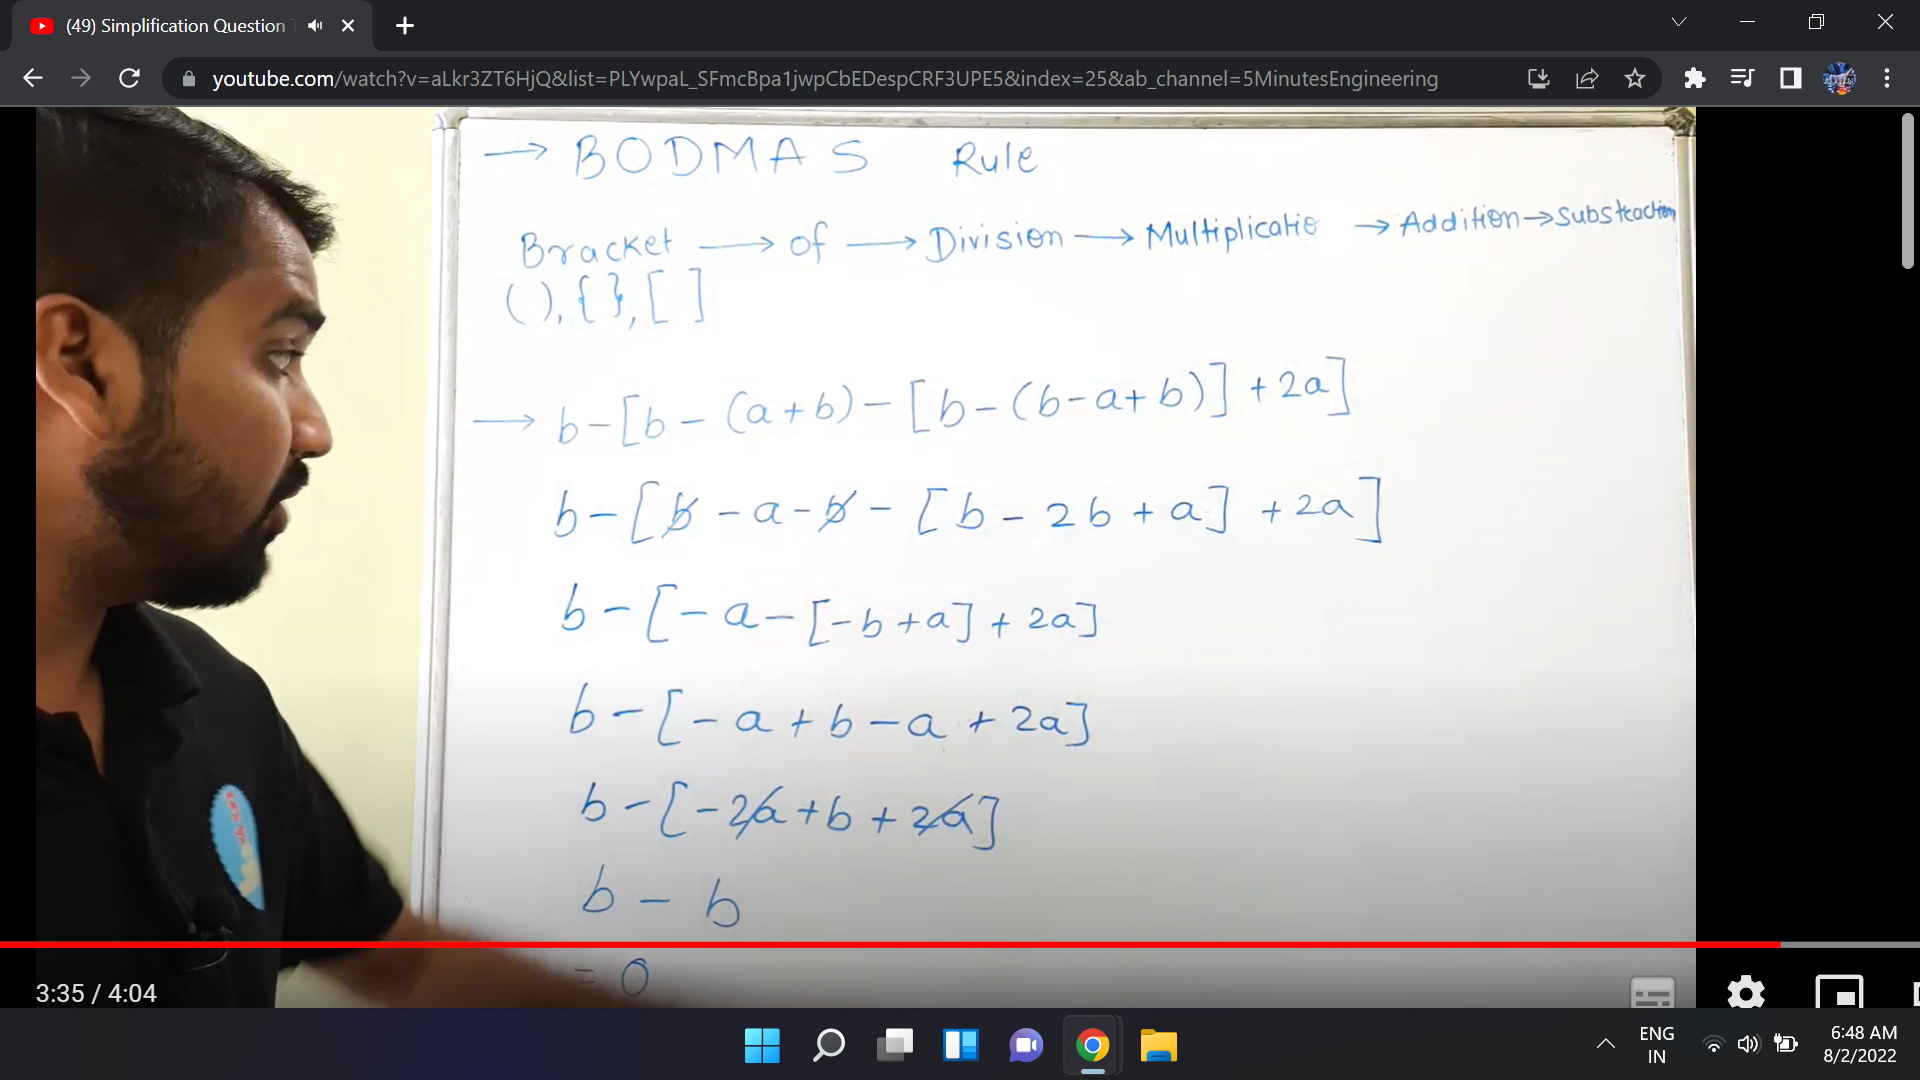 (49) Simplification Question
youtube.com/watch?v=aLkr3ZT6HjQ&list=PLYwpaL_SFmcBpa1jwpCbEDespCRF3UPE5&index=25&ab_channel=5MinutesEngineering
→ BODMAS Rule
Bracket → of → Division → Multiplicatio → Addition → Substraction
( ), { }, [ ]
→ b-[b-(a+b)-[b-(b-a+b)]+2a]
b-[b-a-b-[b-2b+a]+2a]
b-[-a-[-b+a]+2a]
b-[-a+b-a+2a]
b-[-2a+b+2a]
b-b
= 0
3:35 / 4:04
ENG
IN
6:48 AM
8/2/2022